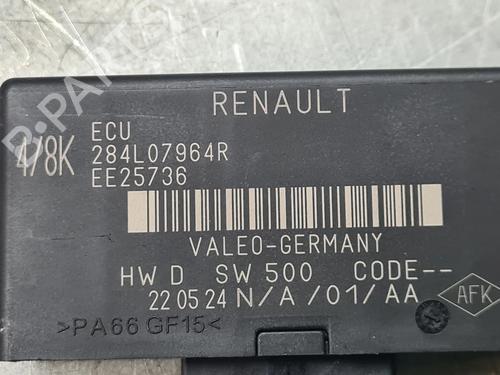 B-PARTS
RENAULT
4/8K
ECU
284L07964R
EE25736
VALEO-GERMANY
HW D SW 500 CODE--
22 05 24 N/A /01/AA
AFK
>PA66 GF15<